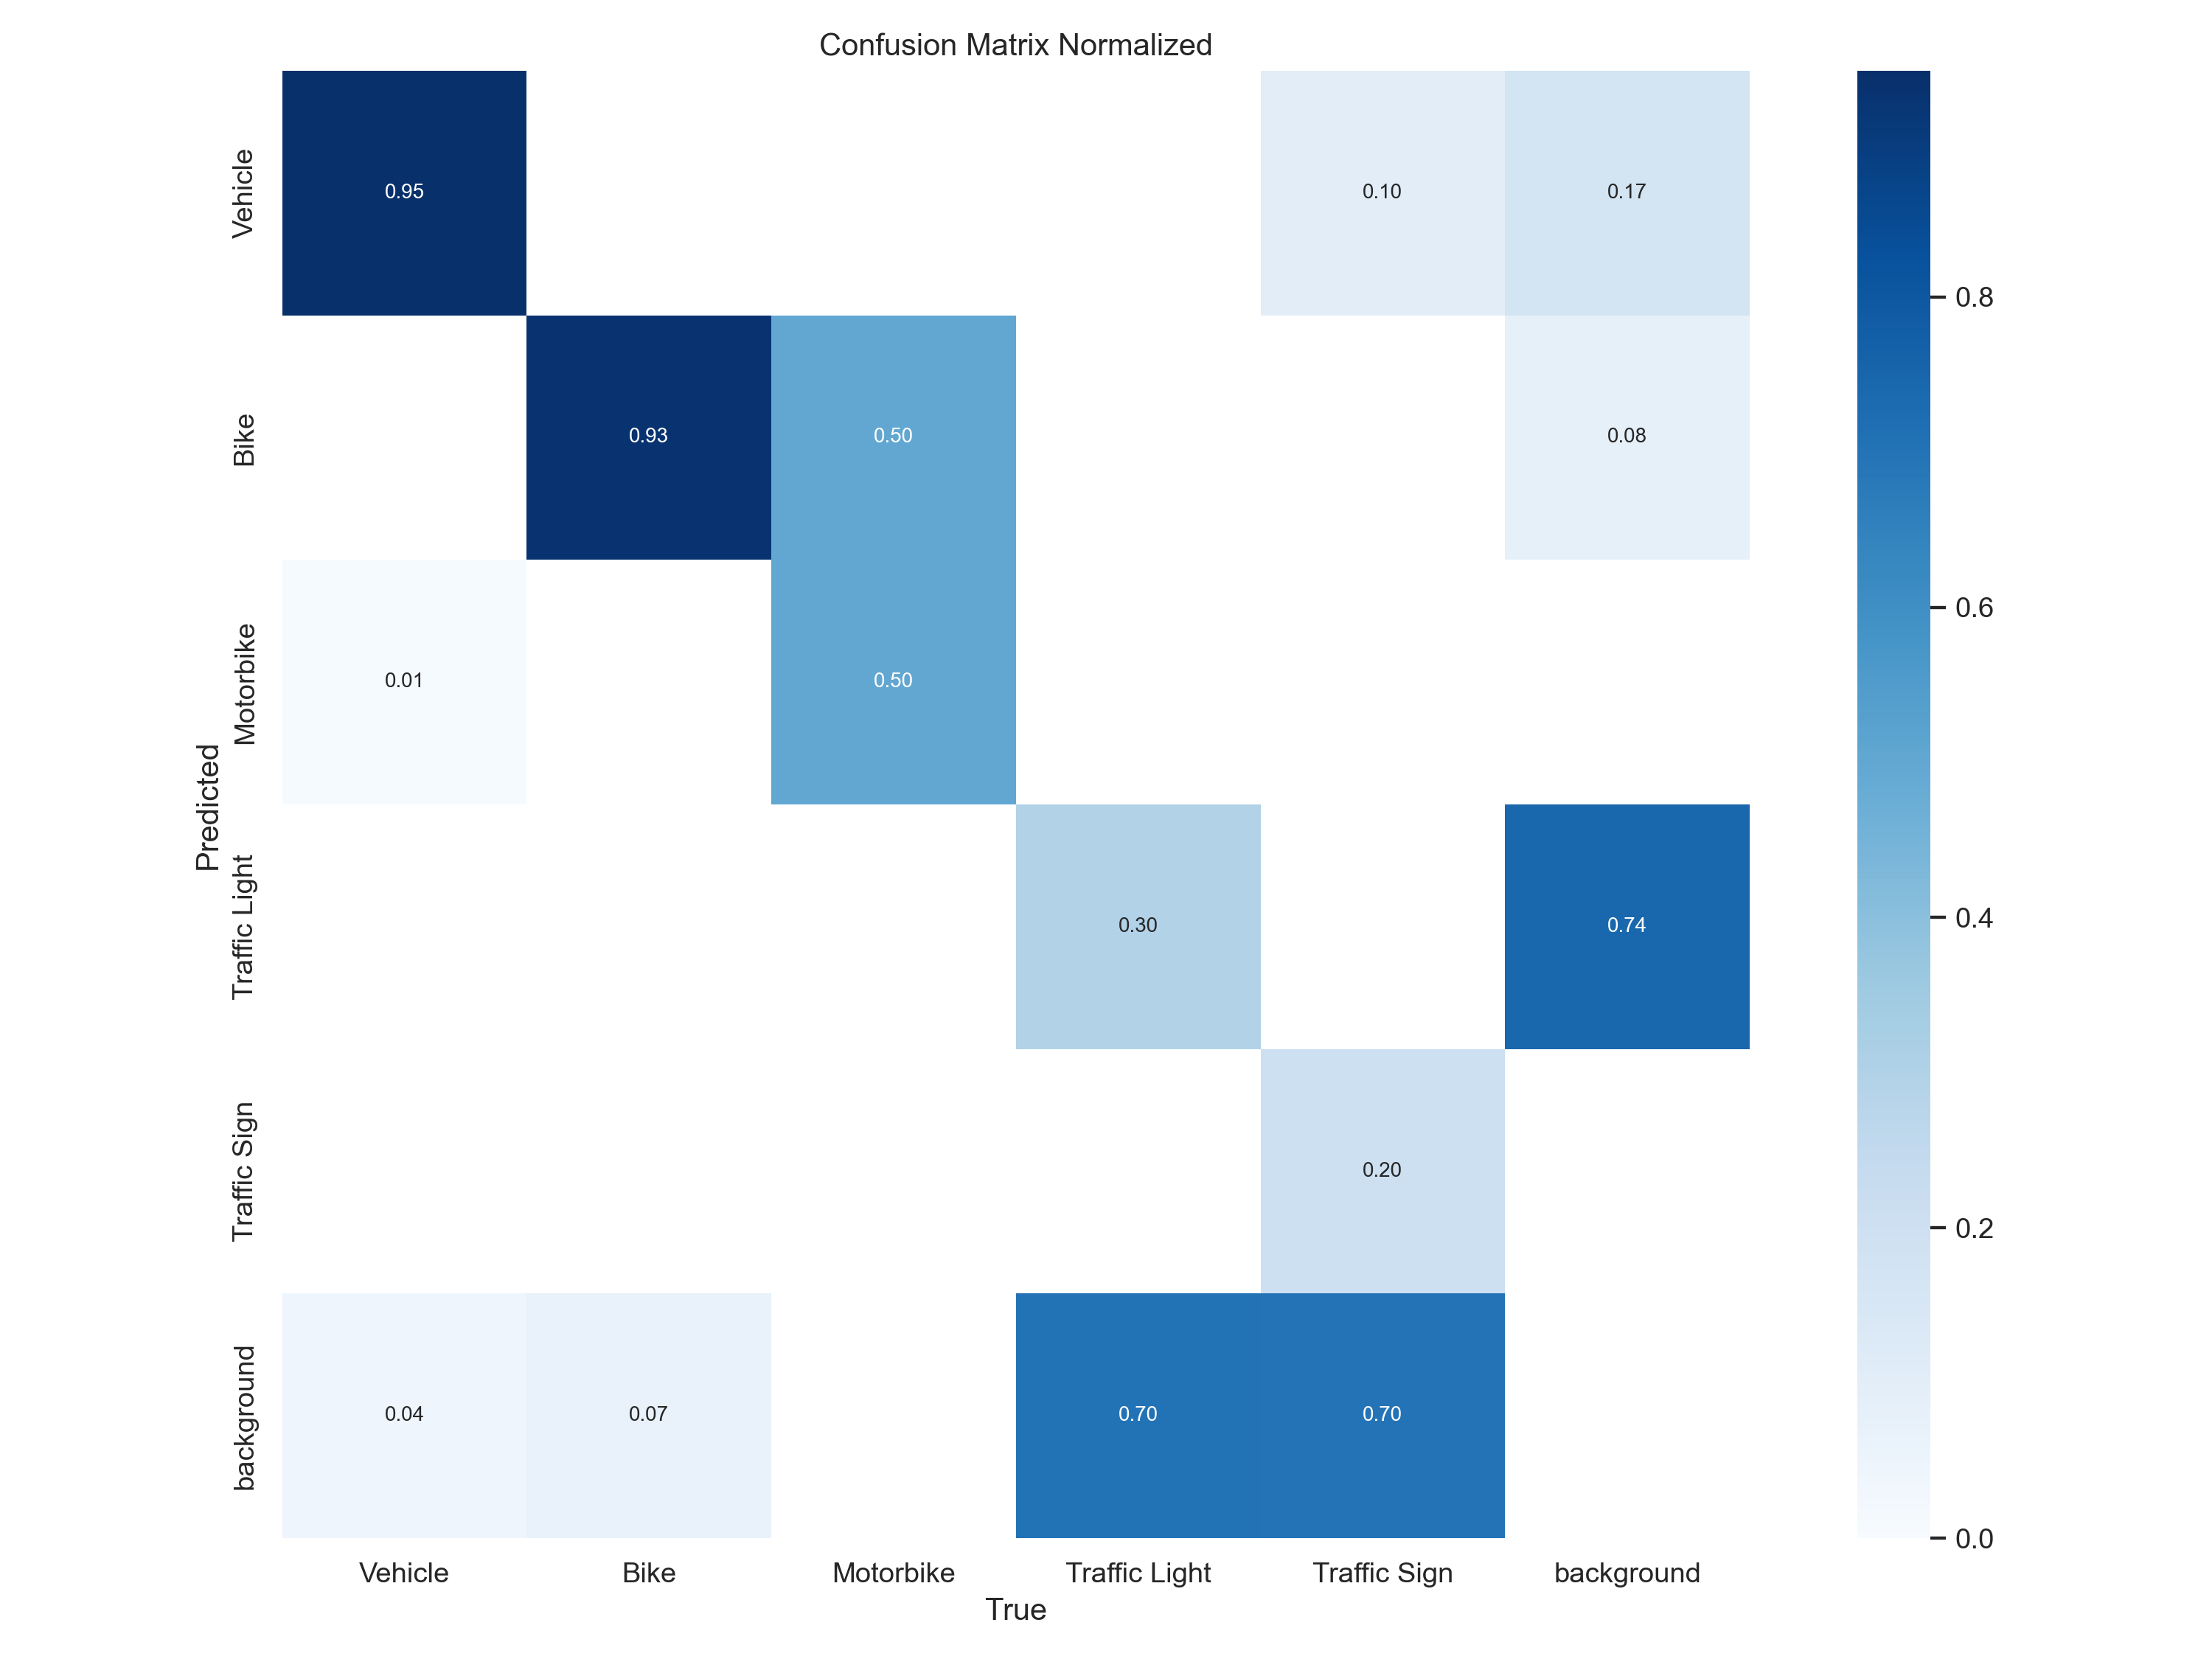 Confusion Matrix Normalized
Vehicle
0.95
0.10
0.17
Bike
0.93
0.50
0.08
Motorbike
0.01
0.50
Traffic Light
0.30
0.74
Traffic Sign
0.20
background
0.04
0.07
0.70
0.70
Predicted
Vehicle
Bike
Motorbike
Traffic Light
Traffic Sign
background
True
0.8
0.6
0.4
0.2
0.0